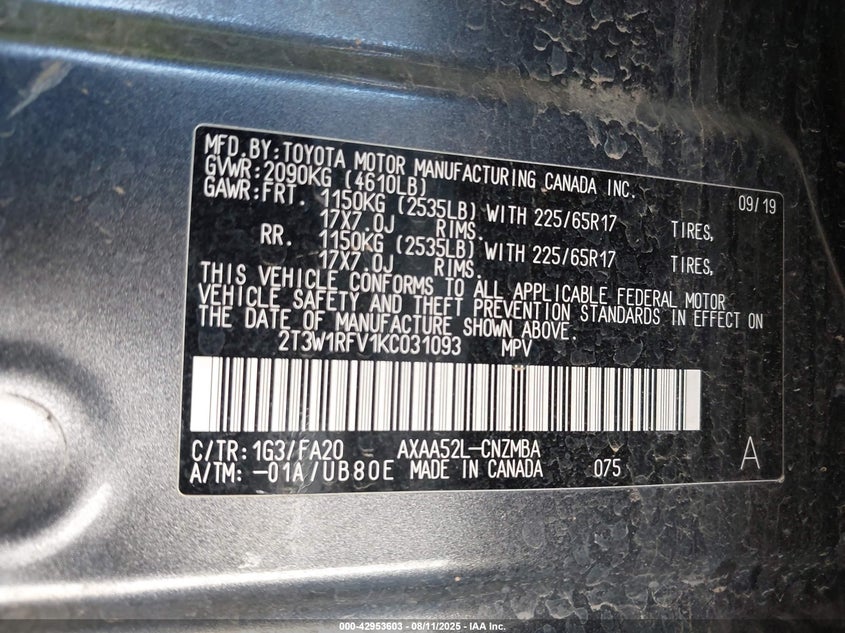 MFD.BY:TOYOTA MOTOR MANUFACTURING CANADA INC.
GVWR:2090KG (4610LB) 09/19
GAWR:FRT. 1150KG (2535LB) WITH 225/65R17 TIRES,
17X7.0J RIMS.
RR. 1150KG (2535LB) WITH 225/65R17 TIRES,
17X7.0J RIMS.
THIS VEHICLE CONFORMS TO ALL APPLICABLE FEDERAL MOTOR
VEHICLE SAFETY AND THEFT PREVENTION STANDARDS IN EFFECT ON
THE DATE OF MANUFACTURE SHOWN ABOVE.
2T3W1RFV1KC031093 MPV
C/TR:1G3/FA20 AXAA52L-CNZMBA A
A/TM:-01A/UB80E MADE IN CANADA 075
000-42953603 - 08/11/2025 - IAA Inc.